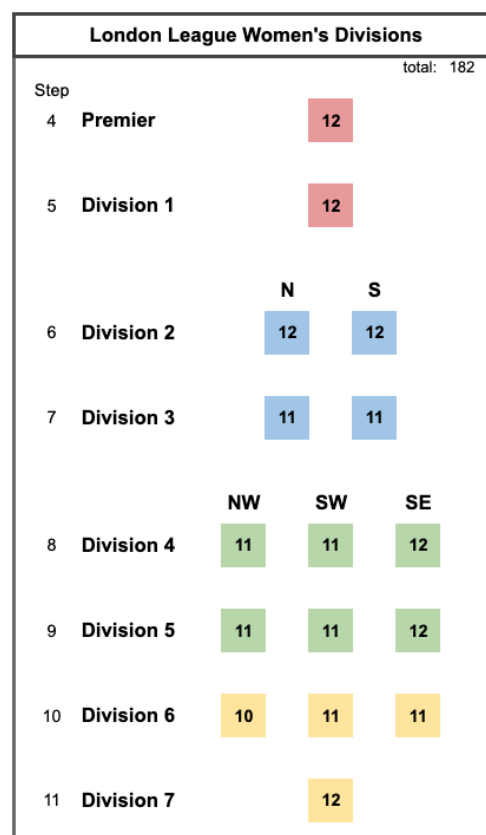 London League Women's Divisions
total: 182
Step
4 Premier 12
5 Division 1 12
N S
6 Division 2 12 12
7 Division 3 11 11
NW SW SE
8 Division 4 11 11 12
9 Division 5 11 11 12
10 Division 6 10 11 11
11 Division 7 12